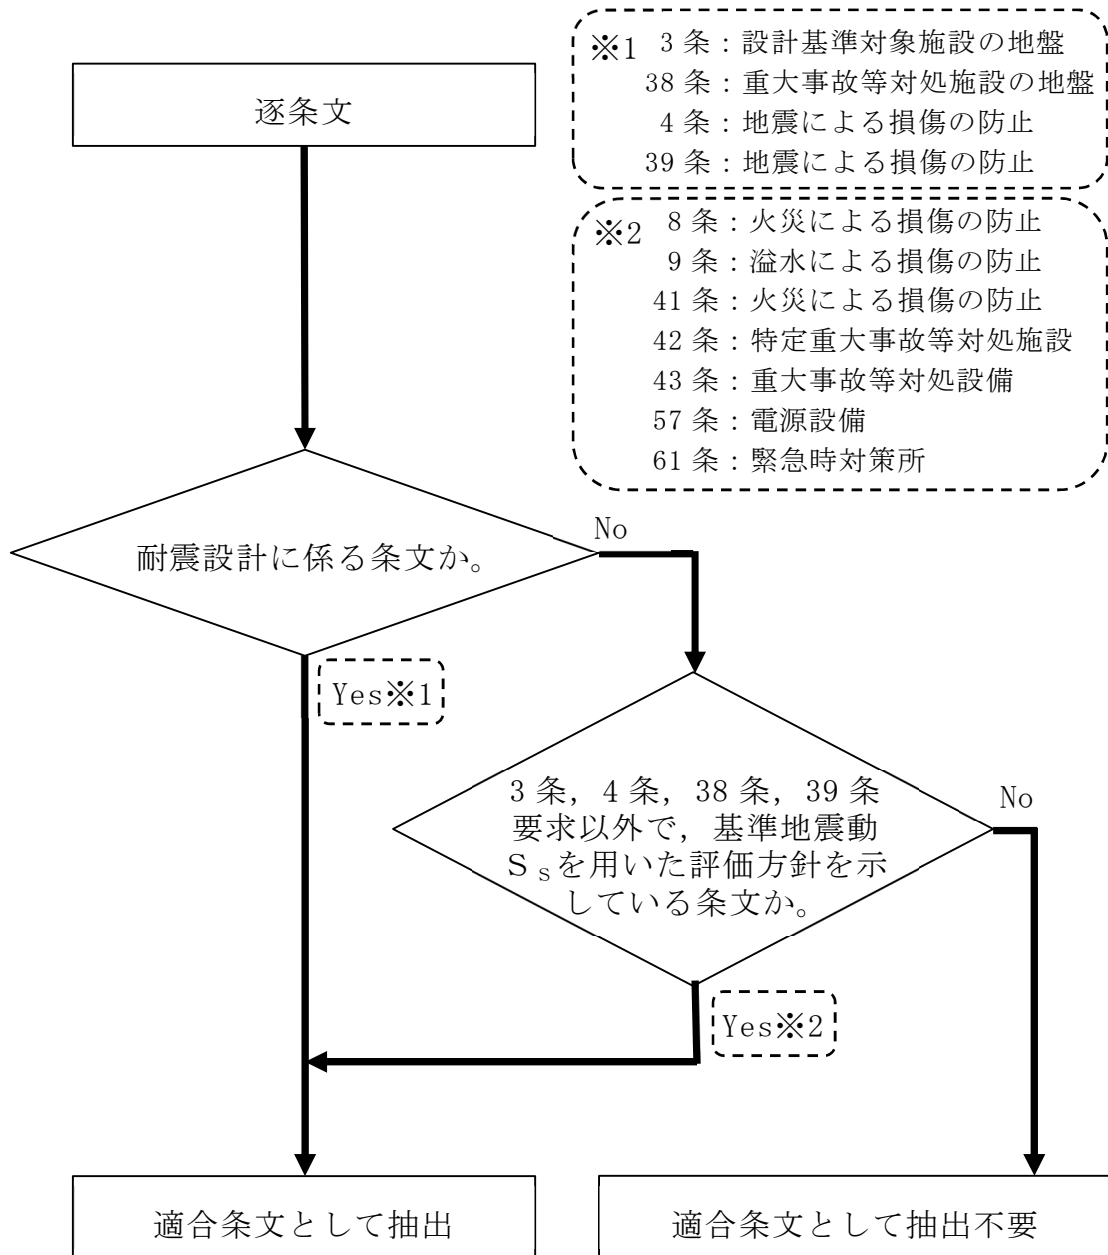 逐条文
※1 3条：設計基準対象施設の地盤
38条：重大事故等対処施設の地盤
4条：地震による損傷の防止
39条：地震による損傷の防止
※2 8条：火災による損傷の防止
9条：溢水による損傷の防止
41条：火災による損傷の防止
42条：特定重大事故等対処施設
43条：重大事故等対処設備
57条：電源設備
61条：緊急時対策所
耐震設計に係る条文か。
No
Yes※1
3条，4条，38条，39条
要求以外で，基準地震動
Ｓsを用いた評価方針を示
している条文か。
No
Yes※2
適合条文として抽出
適合条文として抽出不要